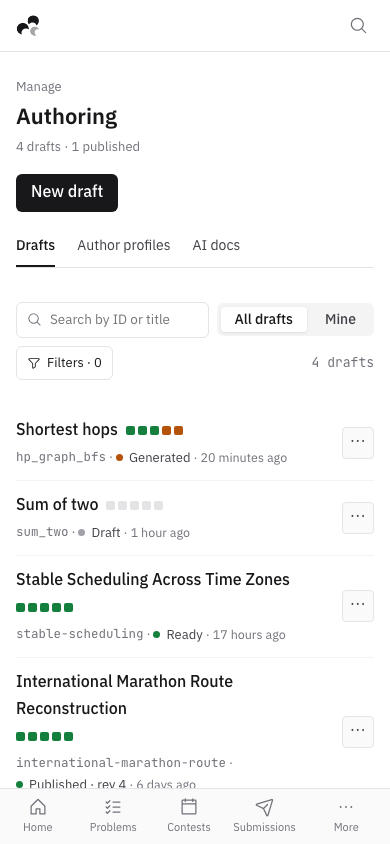 Manage
Authoring
4 drafts · 1 published
New draft
Drafts Author profiles AI docs
Search by ID or title All drafts Mine
Filters · 0 4 drafts
Shortest hops
hp_graph_bfs · Generated · 20 minutes ago
Sum of two
sum_two · Draft · 1 hour ago
Stable Scheduling Across Time Zones
stable-scheduling · Ready · 17 hours ago
International Marathon Route
Reconstruction
international-marathon-route ·
Published · rev 4 · 6 days ago
Home Problems Contests Submissions More